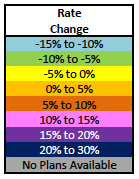 Rate
Change
-15% to -10%
-10% to -5%
-5% to 0%
0% to 5%
5% to 10%
10% to 15%
15% to 20%
20% to 30%
No Plans Available